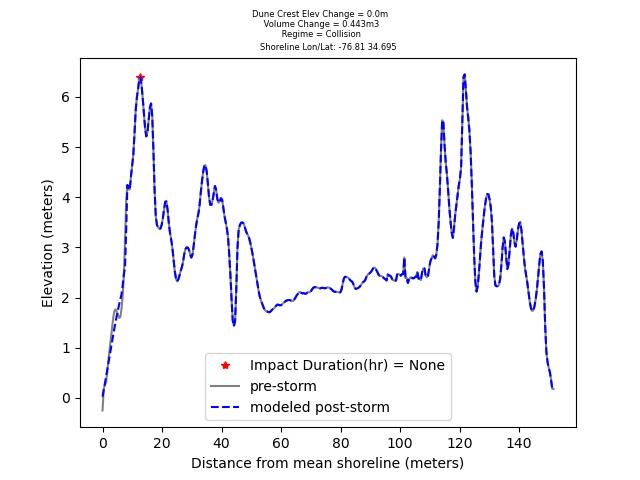 Dune Crest Elev Change = 0.0m
Volume Change = 0.443m3
Regime = Collision
Shoreline Lon/Lat: -76.81 34.695
6
5
4
3
2
1
0
Elevation (meters)
Impact Duration(hr) = None
pre-storm
modeled post-storm
0 20 40 60 80 100 120 140
Distance from mean shoreline (meters)